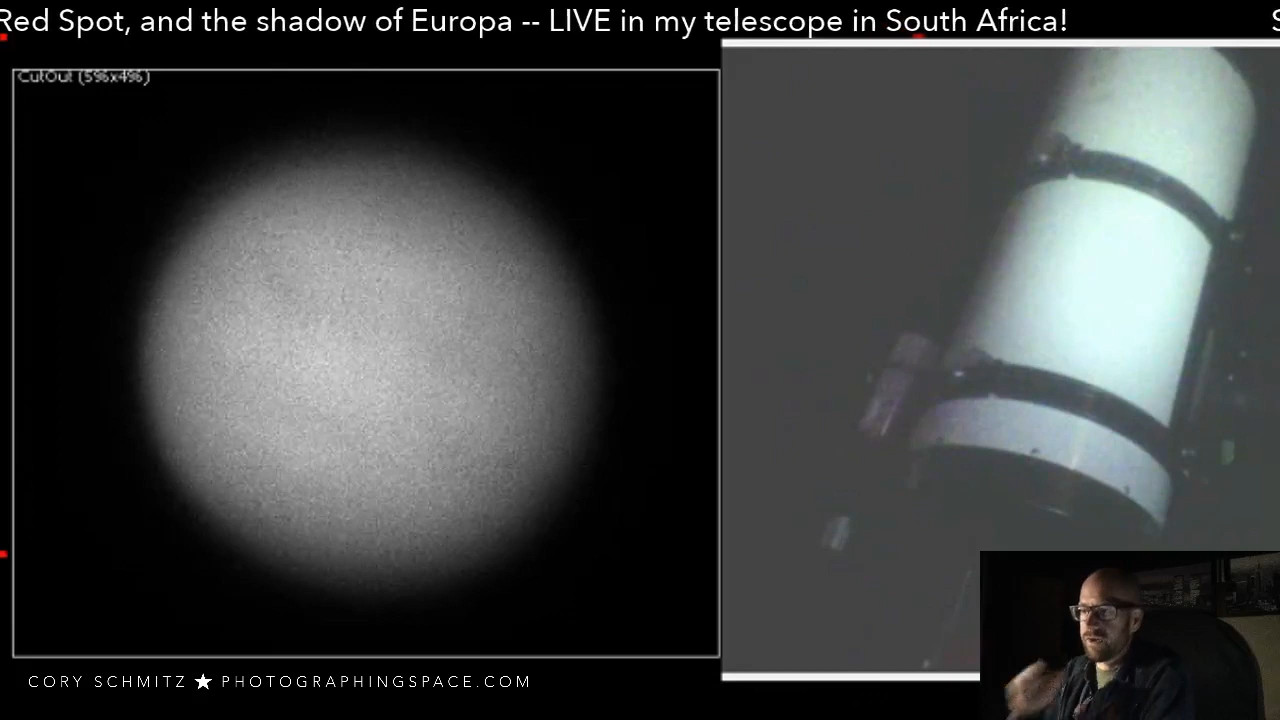 Red Spot, and the shadow of Europa -- LIVE in my telescope in South Africa!
CutOut (5%x4%)
CORY SCHMITZ ★ PHOTOGRAPHINGSPACE.COM